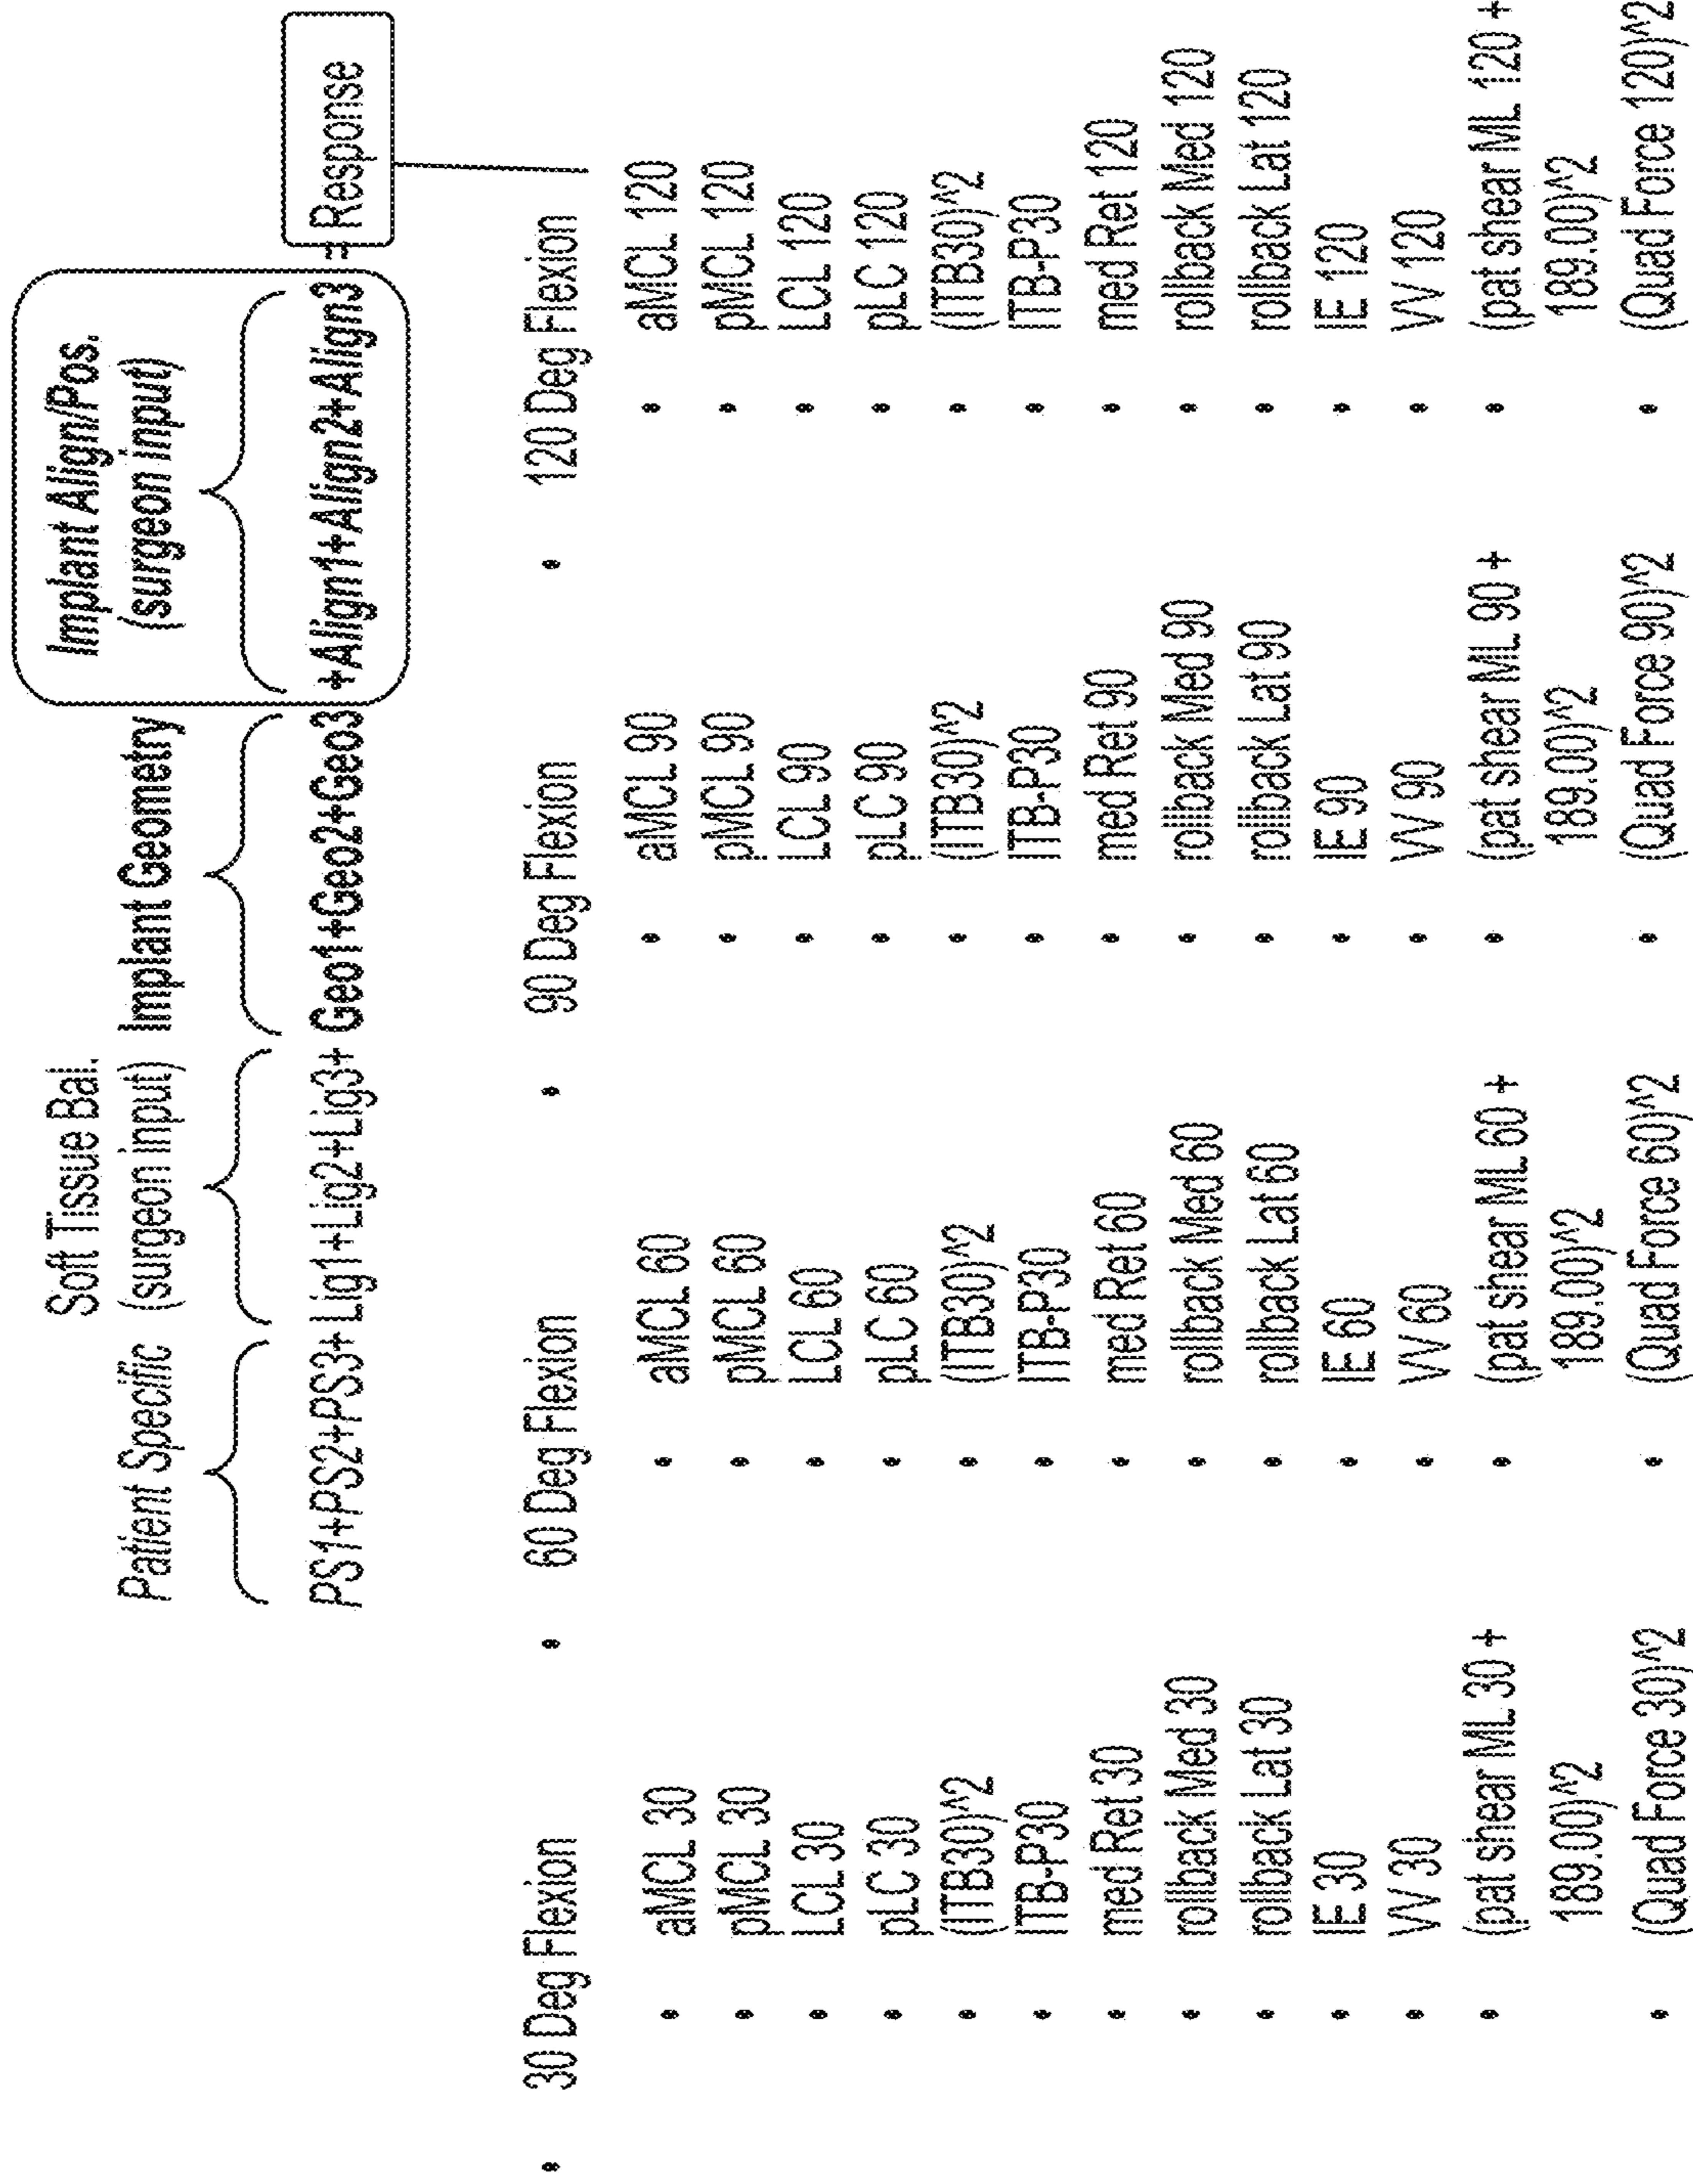 Soft Tissue Bal.
Implant Align/Pos.
Patient Specific (surgeon input) Implant Geometry (surgeon input)
PS1+PS2+PS3+ Lig1+Lig2+Lig3+ Geo1+Geo2+Geo3 +Align1+Align2+Align3 = Response
• 30 Deg Flexion
• aMCL 30
• pMCL 30
• LCL 30
• pLC 30
• (ITB30)^2
• ITB-P30
• med Ret 30
• rollback Med 30
• rollback Lat 30
• IE 30
• VV 30
• (pat shear ML 30 +
189.00)^2
• (Quad Force 30)^2
• 60 Deg Flexion
• aMCL 60
• pMCL 60
• LCL 60
• pLC 60
• (ITB30)^2
• ITB-P30
• med Ret 60
• rollback Med 60
• rollback Lat 60
• IE 60
• VV 60
• (pat shear ML 60 +
189.00)^2
• (Quad Force 60)^2
• 90 Deg Flexion
• aMCL 90
• pMCL 90
• LCL 90
• pLC 90
• (ITB30)^2
• ITB-P30
• med Ret 90
• rollback Med 90
• rollback Lat 90
• IE 90
• VV 90
• (pat shear ML 90 +
189.00)^2
• (Quad Force 90)^2
• 120 Deg Flexion
• aMCL 120
• pMCL 120
• LCL 120
• pLC 120
• (ITB30)^2
• ITB-P30
• med Ret 120
• rollback Med 120
• rollback Lat 120
• IE 120
• VV 120
• (pat shear ML 120 +
189.00)^2
• (Quad Force 120)^2